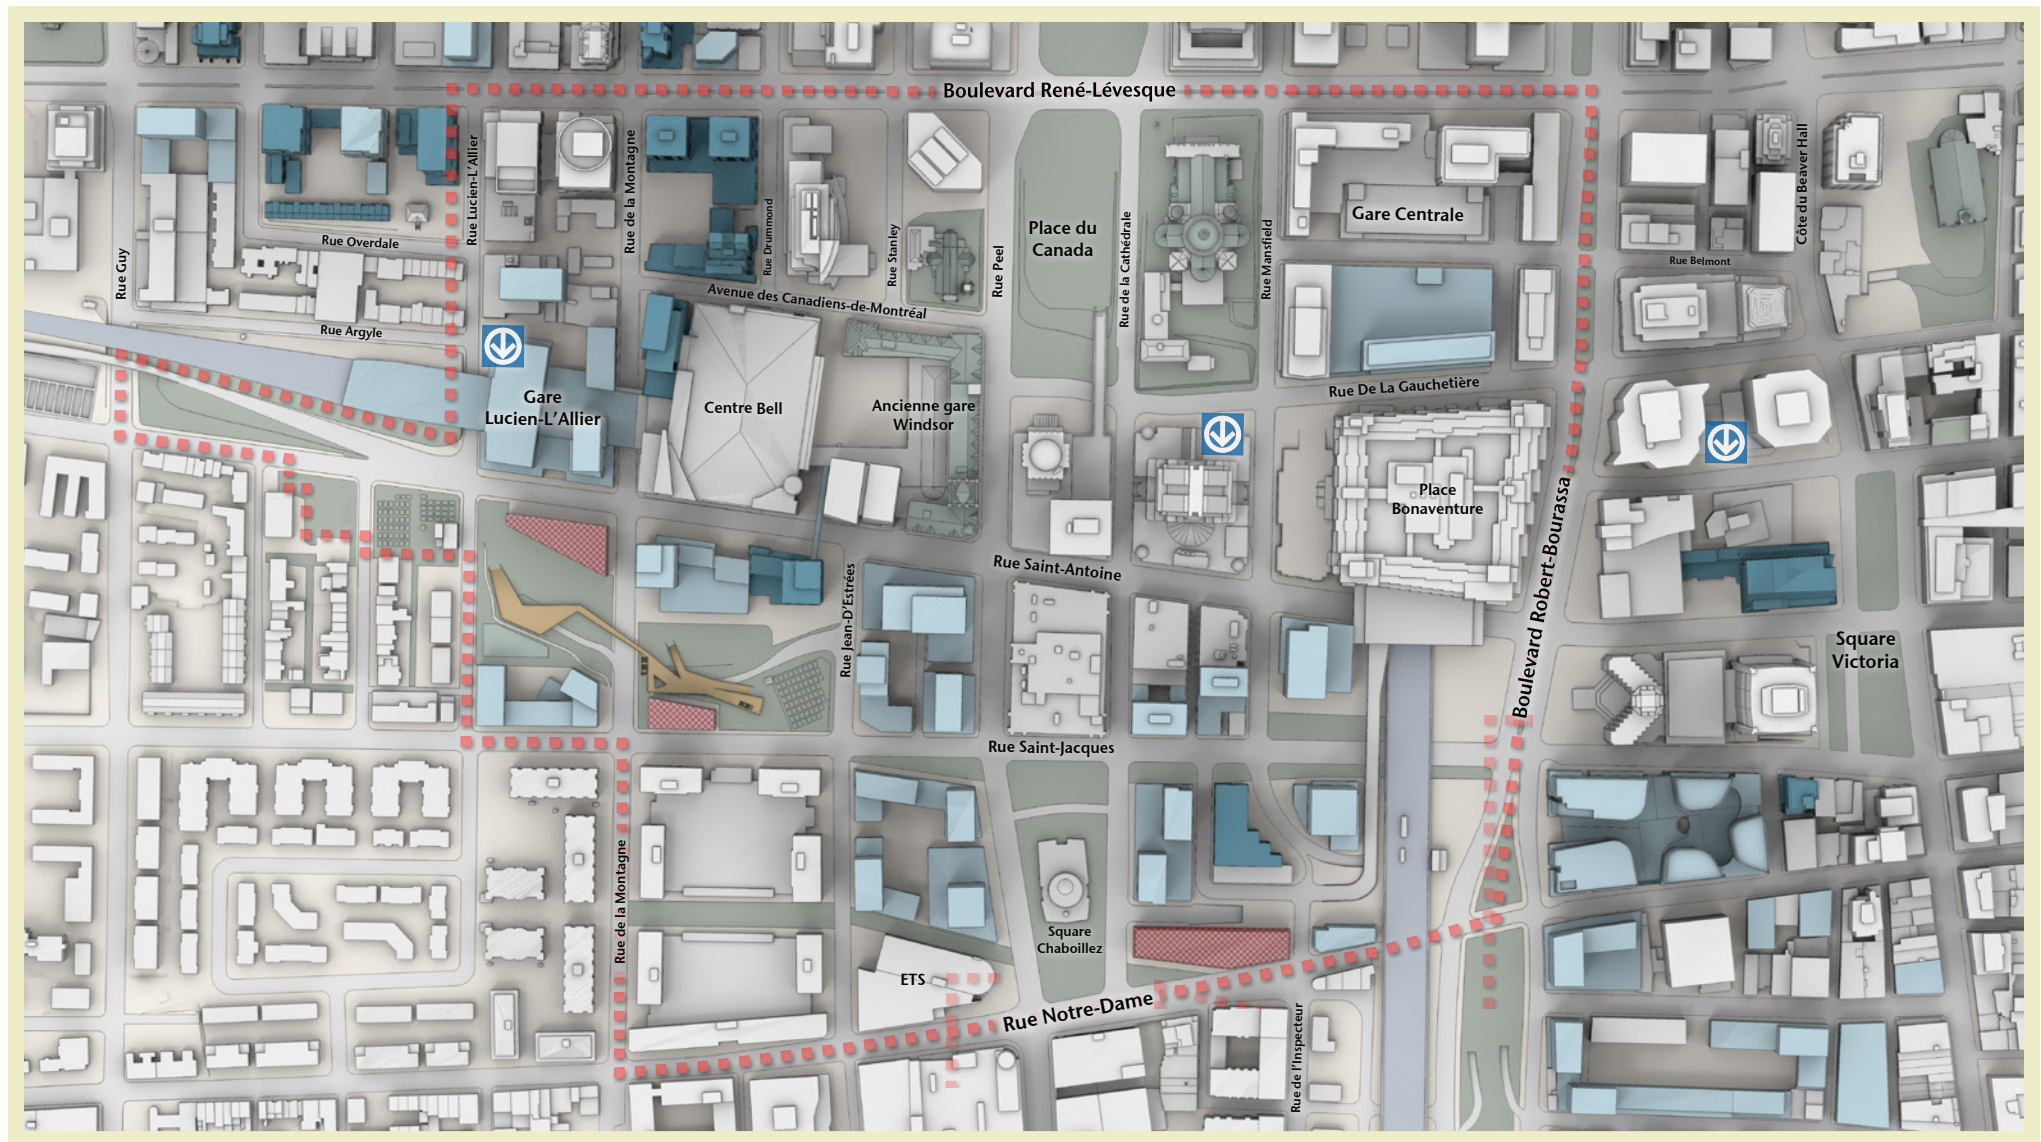 Boulevard René-Lévesque
Rue Guy
Rue Overdale
Rue Argyle
Rue Lucien-L'Allier
Rue de la Montagne
Rue Drummond
Rue Stanley
Rue Peel
Avenue des Canadiens-de-Montréal
Place du
Canada
Rue de la Cathédrale
Rue Mansfield
Gare Centrale
Côte du Beaver Hall
Rue Belmont
Gare
Lucien-L'Allier
Centre Bell
Ancienne gare
Windsor
Rue De La Gauchetière
Place
Bonaventure
Boulevard Robert-Bourassa
Rue Saint-Antoine
Rue Jean-D'Estrées
Square
Victoria
Rue Saint-Jacques
Rue de la Montagne
Square
Chaboillez
ETS
Rue Notre-Dame
Rue de l'Inspecteur